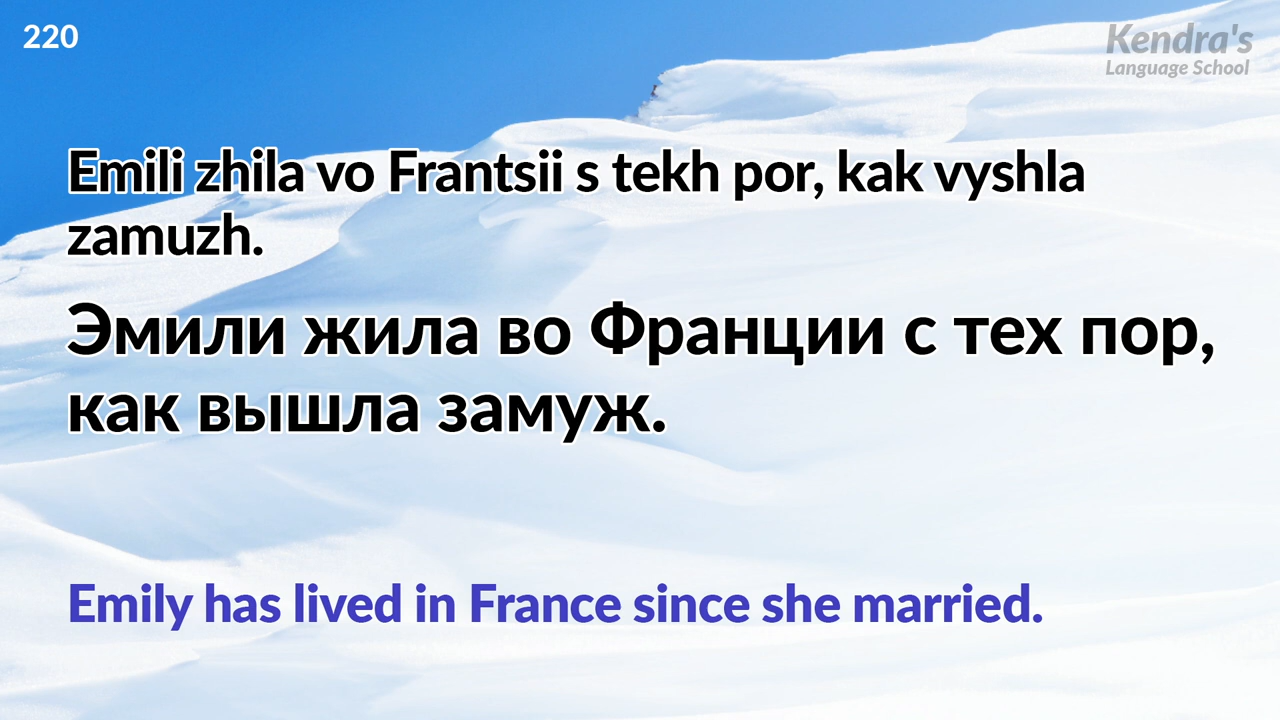 220
Kendra's
Language School
Emili zhila vo Frantsii s tekh por, kak vyshla
zamuzh.
Эмили жила во Франции с тех пор,
как вышла замуж.
Emily has lived in France since she married.